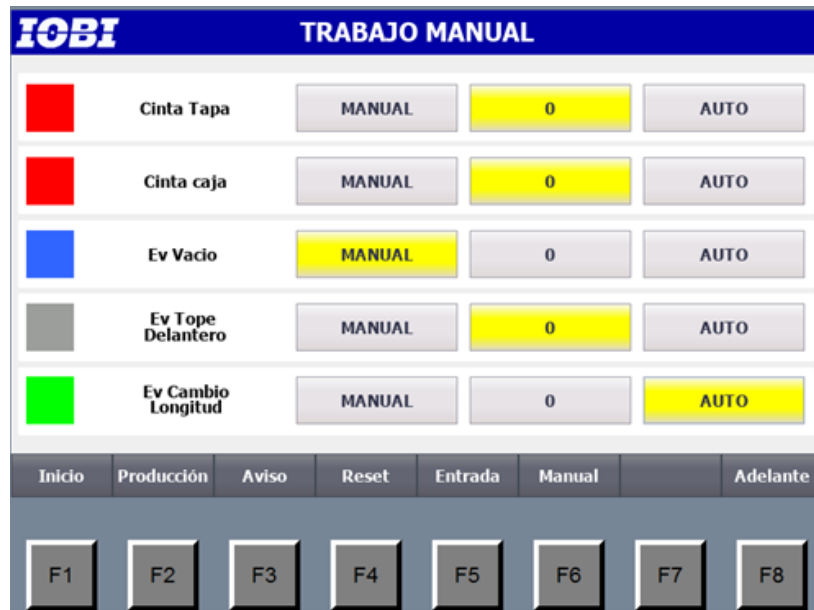 IOBI TRABAJO MANUAL
Cinta Tapa MANUAL 0 AUTO
Cinta caja MANUAL 0 AUTO
Ev Vacio MANUAL 0 AUTO
Ev Tope
Delantero MANUAL 0 AUTO
Ev Cambio
Longitud MANUAL 0 AUTO
Inicio Producción Aviso Reset Entrada Manual Adelante
F1 F2 F3 F4 F5 F6 F7 F8